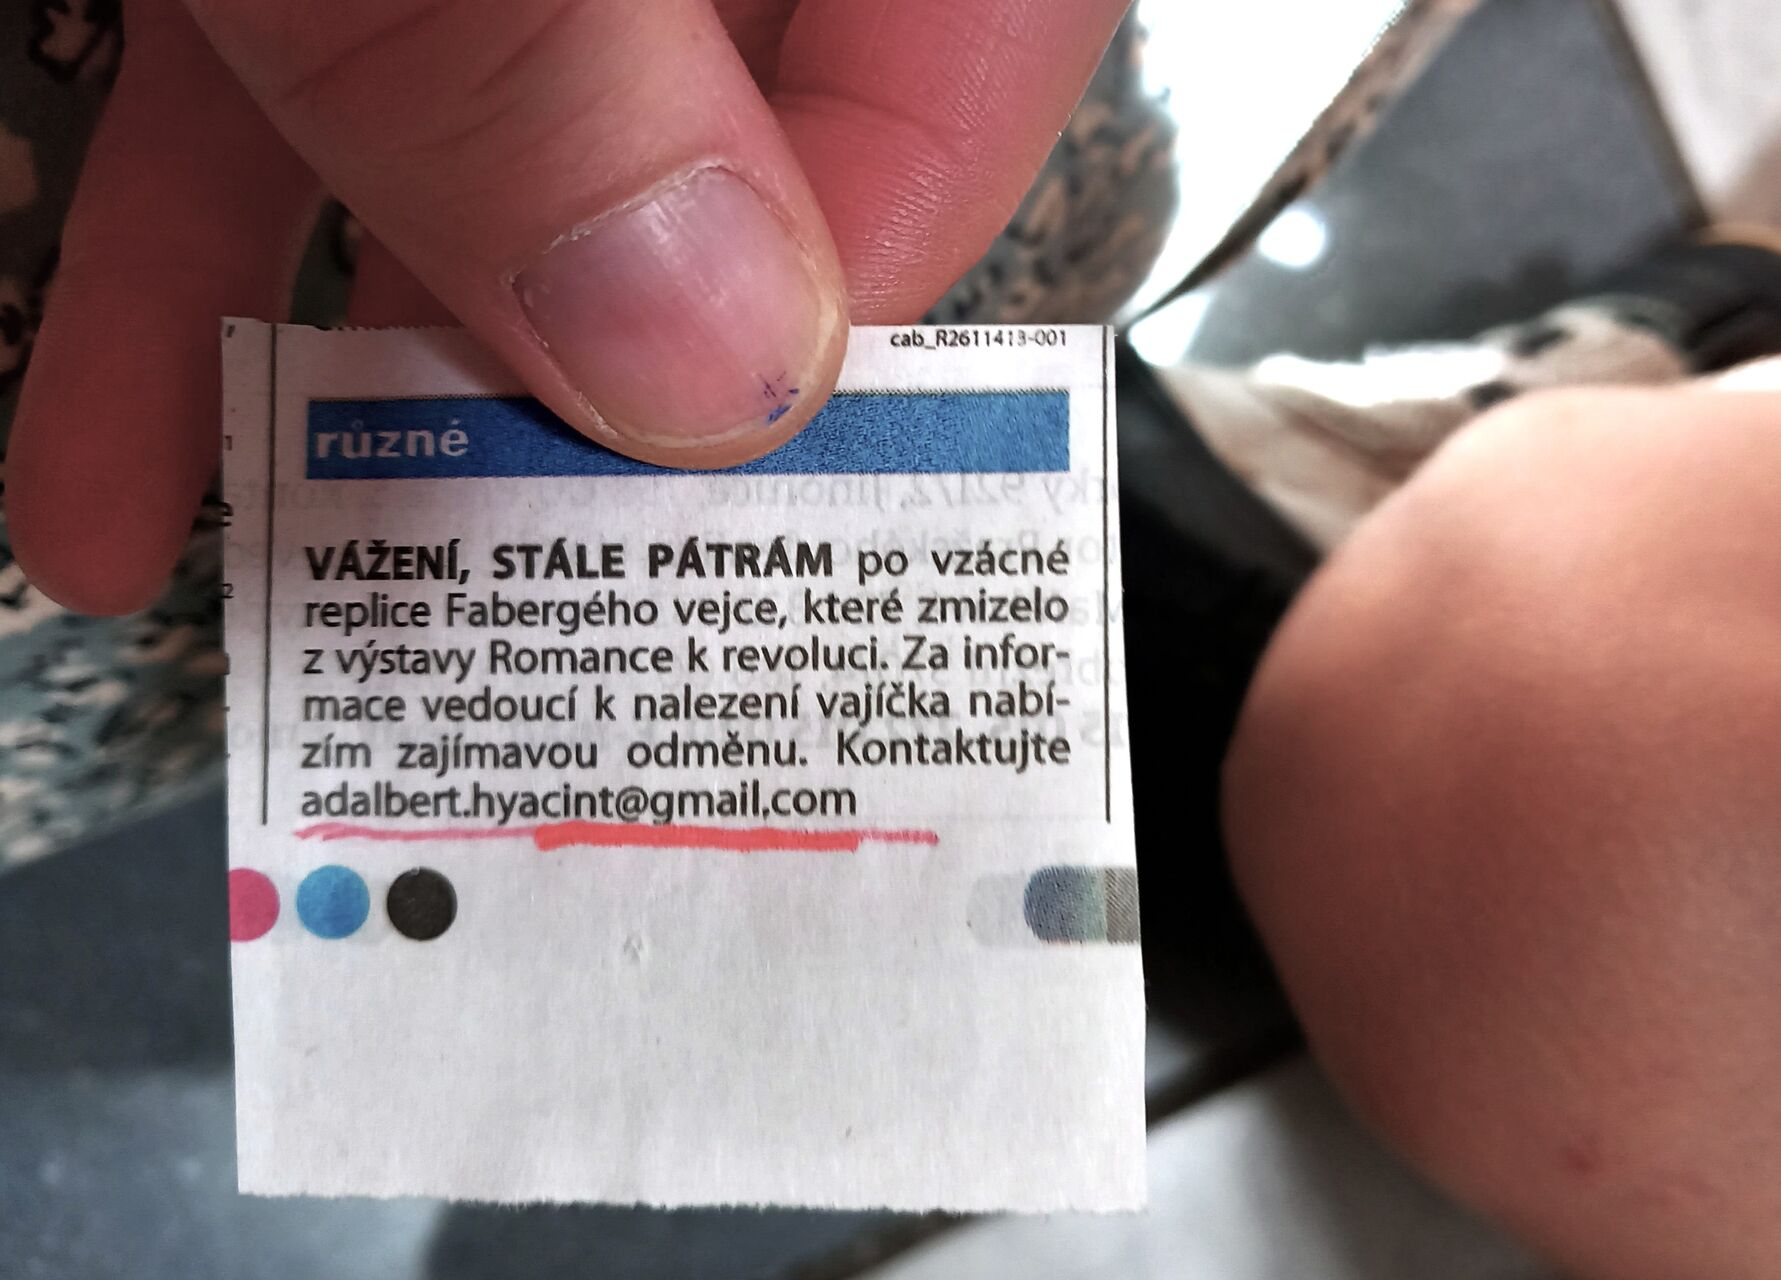 cab_R2611413-001
různé
VÁŽENÍ, STÁLE PÁTRÁM po vzácné
replice Fabergého vejce, které zmizelo
z výstavy Romance k revoluci. Za infor-
mace vedoucí k nalezení vajíčka nabí-
zím zajímavou odměnu. Kontaktujte
adalbert.hyacint@gmail.com